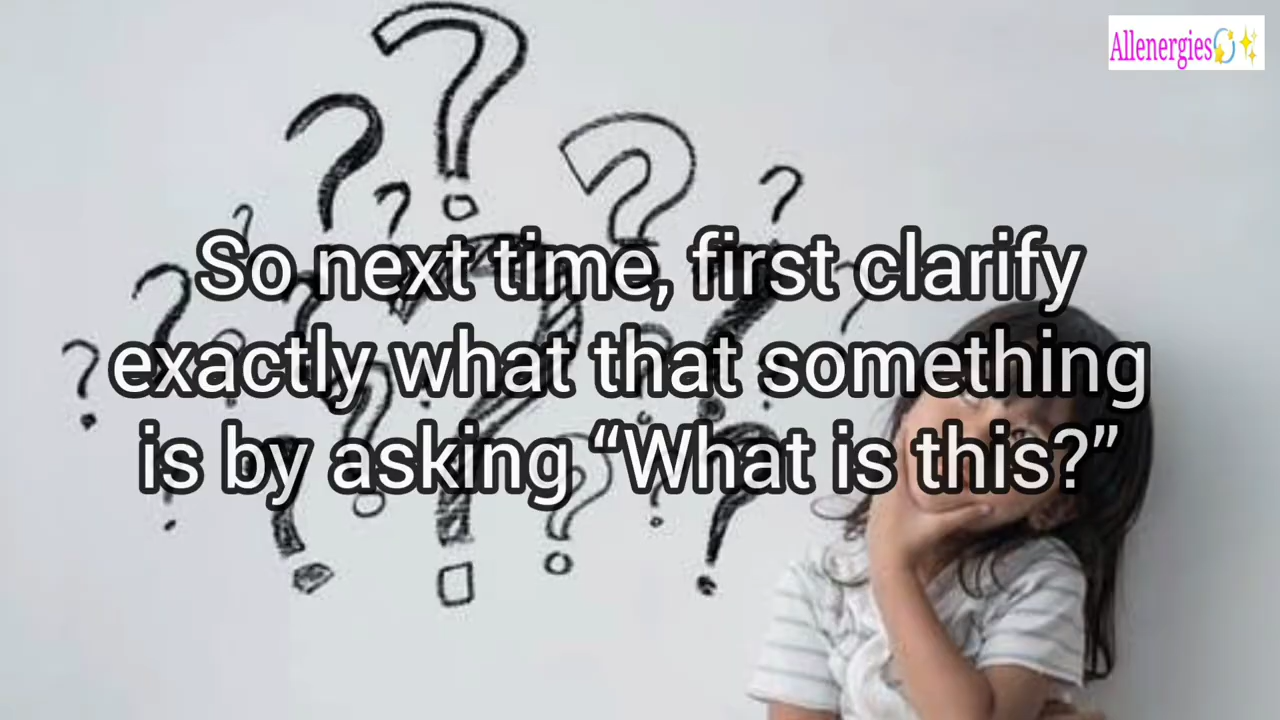 Allenergies
So next time, first clarify
exactly what that something
is by asking “What is this?”